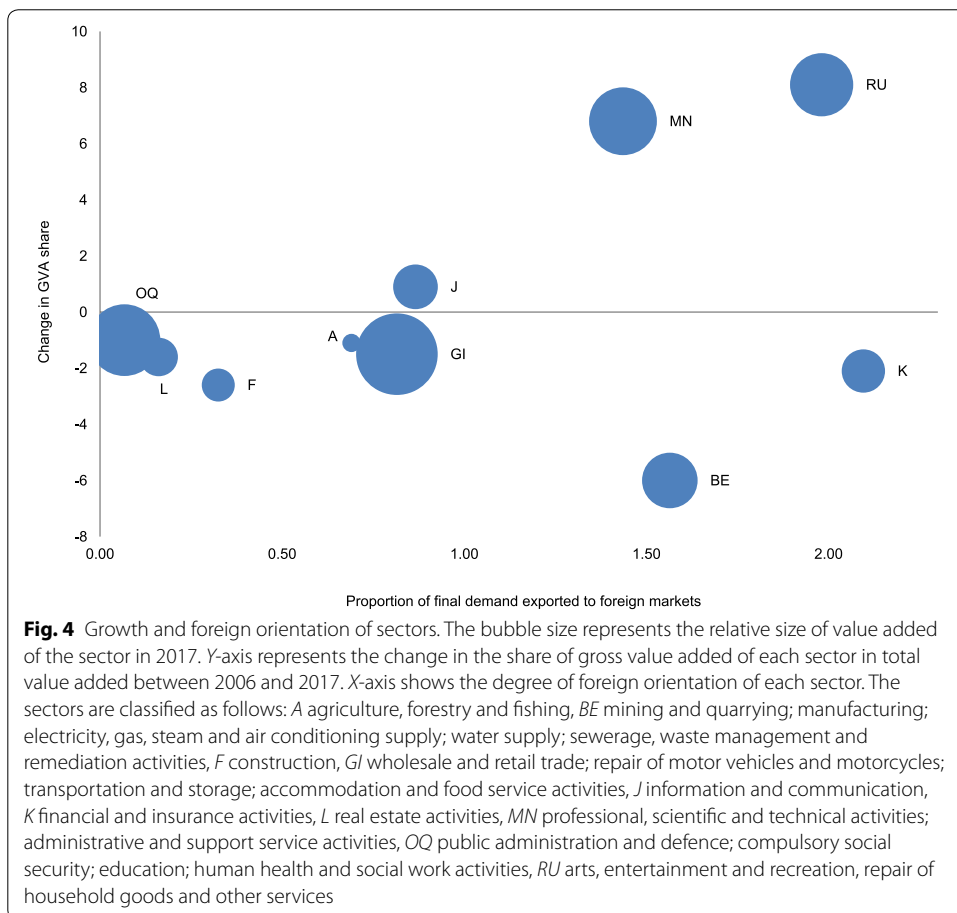 10
8
RU
MN
6
4
Change in GVA share
2
OQ
J
0
A
GI
-2
L
F
K
-4
-6
BE
-8
0.00 0.50 1.00 1.50 2.00
Proportion of final demand exported to foreign markets
Fig. 4 Growth and foreign orientation of sectors. The bubble size represents the relative size of value added
of the sector in 2017. Y-axis represents the change in the share of gross value added of each sector in total
value added between 2006 and 2017. X-axis shows the degree of foreign orientation of each sector. The
sectors are classified as follows: A agriculture, forestry and fishing, BE mining and quarrying; manufacturing;
electricity, gas, steam and air conditioning supply; water supply; sewerage, waste management and
remediation activities, F construction, GI wholesale and retail trade; repair of motor vehicles and motorcycles;
transportation and storage; accommodation and food service activities, J information and communication,
K financial and insurance activities, L real estate activities, MN professional, scientific and technical activities;
administrative and support service activities, OQ public administration and defence; compulsory social
security; education; human health and social work activities, RU arts, entertainment and recreation, repair of
household goods and other services